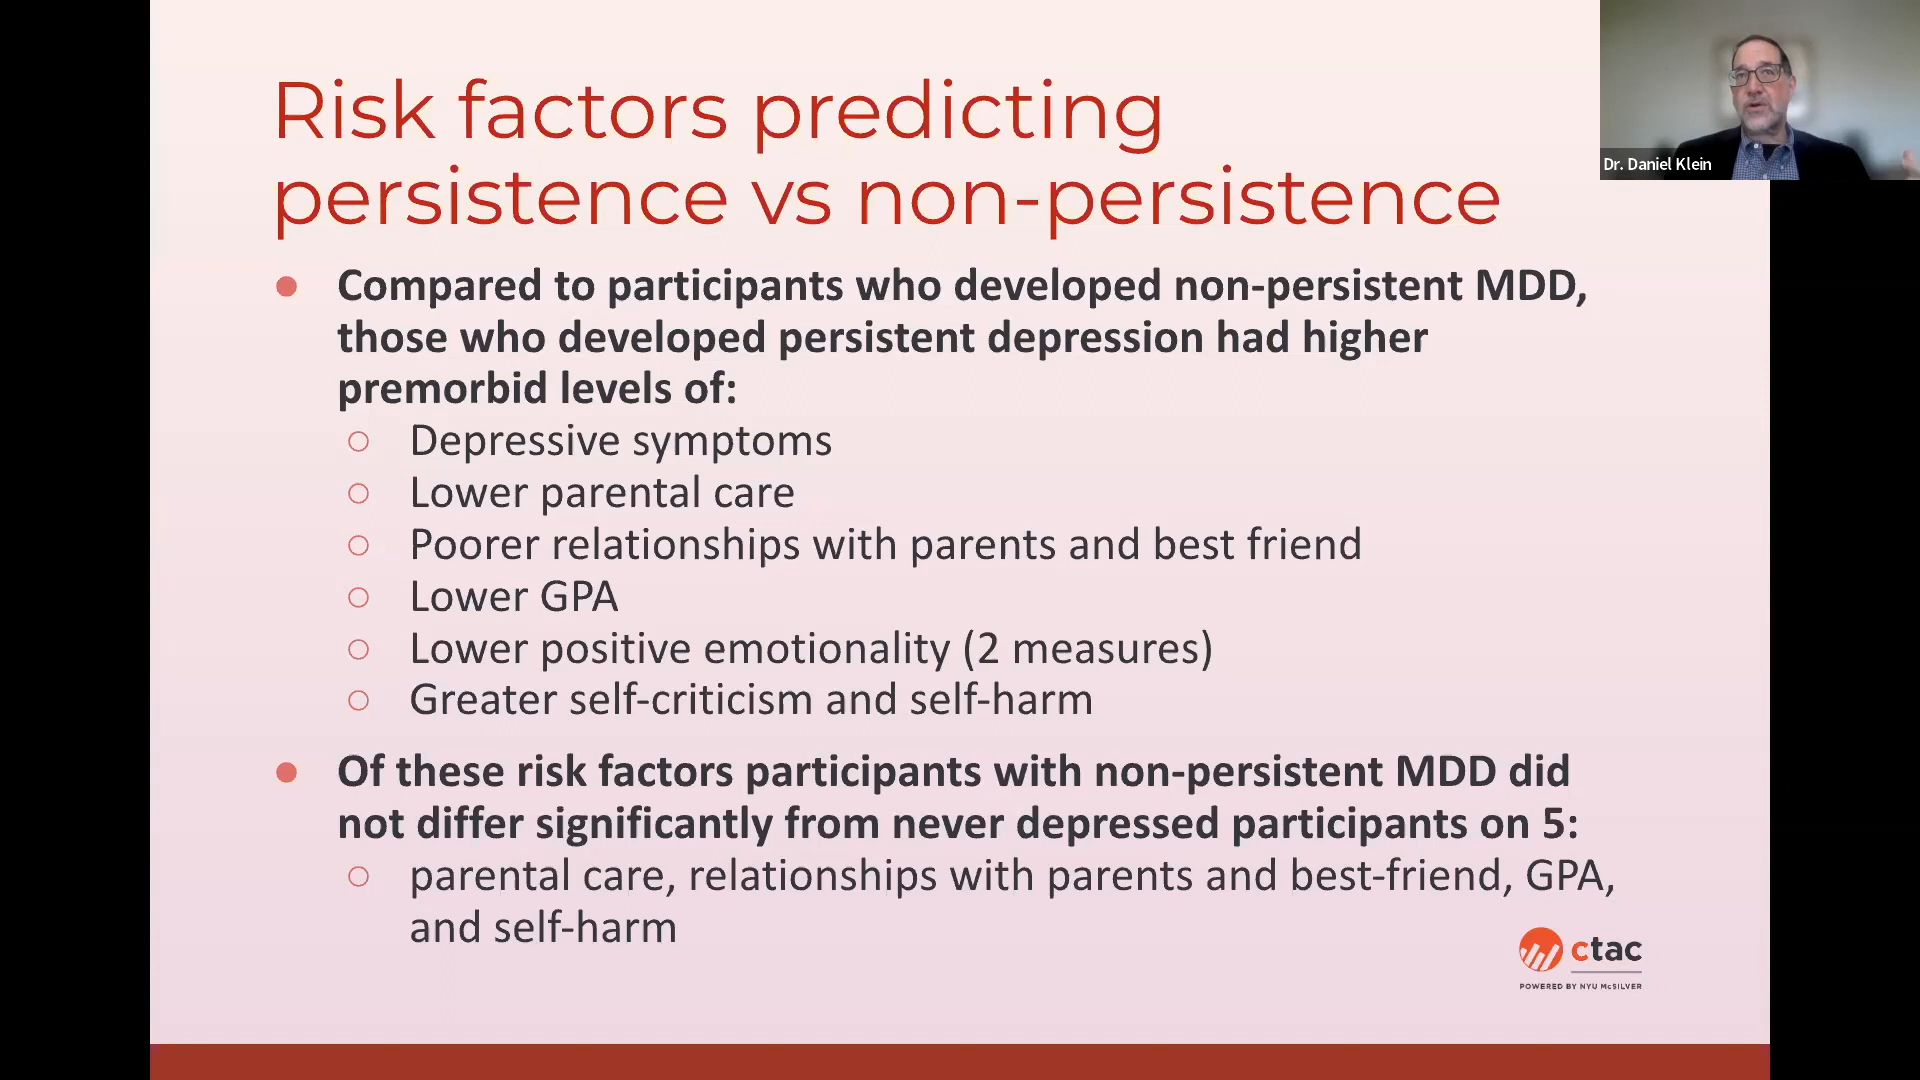 Risk factors predicting
persistence vs non-persistence
Dr. Daniel Klein
● Compared to participants who developed non-persistent MDD,
those who developed persistent depression had higher
premorbid levels of:
○ Depressive symptoms
○ Lower parental care
○ Poorer relationships with parents and best friend
○ Lower GPA
○ Lower positive emotionality (2 measures)
○ Greater self-criticism and self-harm
● Of these risk factors participants with non-persistent MDD did
not differ significantly from never depressed participants on 5:
○ parental care, relationships with parents and best-friend, GPA,
and self-harm
ctac
POWERED BY NYU McSILVER